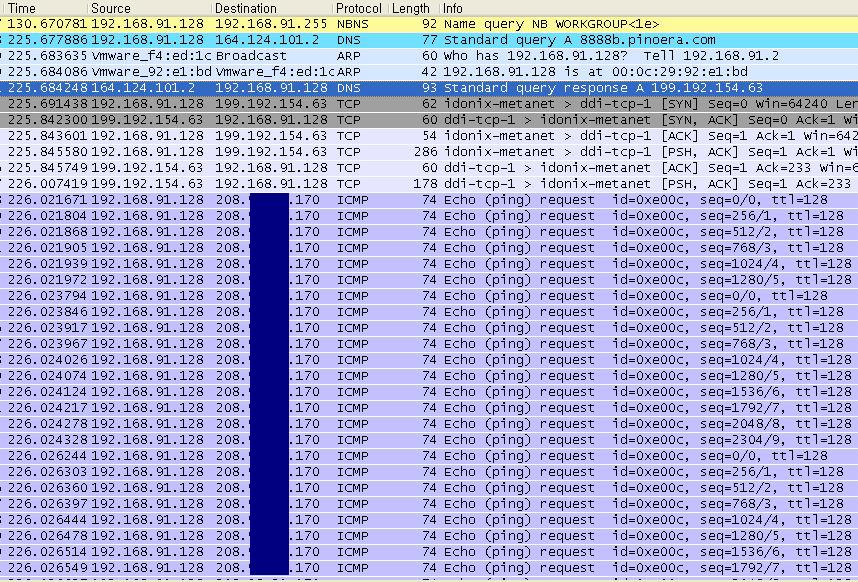 Time Source Destination Protocol Length Info
130.670781 192.168.91.128 192.168.91.255 NBNS 92 Name query NB WORKGROUP<1e>
225.677886 192.168.91.128 164.124.101.2 DNS 77 Standard query A 8888b.pinoera.com
225.683635 Vmware_f4:ed:1c Broadcast ARP 60 Who has 192.168.91.128? Tell 192.168.91.2
225.684086 Vmware_92:e1:bd Vmware_f4:ed:1c ARP 42 192.168.91.128 is at 00:0c:29:92:e1:bd
225.684248 164.124.101.2 192.168.91.128 DNS 93 Standard query response A 199.192.154.63
225.691438 192.168.91.128 199.192.154.63 TCP 62 idonix-metanet > ddi-tcp-1 [SYN] Seq=0 Win=64240 Len
225.842300 199.192.154.63 192.168.91.128 TCP 60 ddi-tcp-1 > idonix-metanet [SYN, ACK] Seq=0 Ack=1 Wi
225.843601 192.168.91.128 199.192.154.63 TCP 54 idonix-metanet > ddi-tcp-1 [ACK] Seq=1 Ack=1 Win=642
225.845580 192.168.91.128 199.192.154.63 TCP 286 idonix-metanet > ddi-tcp-1 [PSH, ACK] Seq=1 Ack=1 Wi
225.845749 199.192.154.63 192.168.91.128 TCP 60 ddi-tcp-1 > idonix-metanet [ACK] Seq=1 Ack=233 Win=6
226.007419 199.192.154.63 192.168.91.128 TCP 178 ddi-tcp-1 > idonix-metanet [PSH, ACK] Seq=1 Ack=233
226.021671 192.168.91.128 208. .170 ICMP 74 Echo (ping) request id=0xe00c, seq=0/0, ttl=128
226.021804 192.168.91.128 208. .170 ICMP 74 Echo (ping) request id=0xe00c, seq=256/1, ttl=128
226.021868 192.168.91.128 208. .170 ICMP 74 Echo (ping) request id=0xe00c, seq=512/2, ttl=128
226.021905 192.168.91.128 208. .170 ICMP 74 Echo (ping) request id=0xe00c, seq=768/3, ttl=128
226.021939 192.168.91.128 208. .170 ICMP 74 Echo (ping) request id=0xe00c, seq=1024/4, ttl=128
226.021972 192.168.91.128 208. .170 ICMP 74 Echo (ping) request id=0xe00c, seq=1280/5, ttl=128
226.023794 192.168.91.128 208. .170 ICMP 74 Echo (ping) request id=0xe00c, seq=0/0, ttl=128
226.023846 192.168.91.128 208. .170 ICMP 74 Echo (ping) request id=0xe00c, seq=256/1, ttl=128
226.023917 192.168.91.128 208. .170 ICMP 74 Echo (ping) request id=0xe00c, seq=512/2, ttl=128
226.023967 192.168.91.128 208. .170 ICMP 74 Echo (ping) request id=0xe00c, seq=768/3, ttl=128
226.024026 192.168.91.128 208. .170 ICMP 74 Echo (ping) request id=0xe00c, seq=1024/4, ttl=128
226.024074 192.168.91.128 208. .170 ICMP 74 Echo (ping) request id=0xe00c, seq=1280/5, ttl=128
226.024124 192.168.91.128 208. .170 ICMP 74 Echo (ping) request id=0xe00c, seq=1536/6, ttl=128
226.024217 192.168.91.128 208. .170 ICMP 74 Echo (ping) request id=0xe00c, seq=1792/7, ttl=128
226.024278 192.168.91.128 208. .170 ICMP 74 Echo (ping) request id=0xe00c, seq=2048/8, ttl=128
226.024328 192.168.91.128 208. .170 ICMP 74 Echo (ping) request id=0xe00c, seq=2304/9, ttl=128
226.026244 192.168.91.128 208. .170 ICMP 74 Echo (ping) request id=0xe00c, seq=0/0, ttl=128
226.026303 192.168.91.128 208. .170 ICMP 74 Echo (ping) request id=0xe00c, seq=256/1, ttl=128
226.026360 192.168.91.128 208. .170 ICMP 74 Echo (ping) request id=0xe00c, seq=512/2, ttl=128
226.026397 192.168.91.128 208. .170 ICMP 74 Echo (ping) request id=0xe00c, seq=768/3, ttl=128
226.026444 192.168.91.128 208. .170 ICMP 74 Echo (ping) request id=0xe00c, seq=1024/4, ttl=128
226.026478 192.168.91.128 208. .170 ICMP 74 Echo (ping) request id=0xe00c, seq=1280/5, ttl=128
226.026514 192.168.91.128 208. .170 ICMP 74 Echo (ping) request id=0xe00c, seq=1536/6, ttl=128
226.026549 192.168.91.128 208. .170 ICMP 74 Echo (ping) request id=0xe00c, seq=1792/7, ttl=128